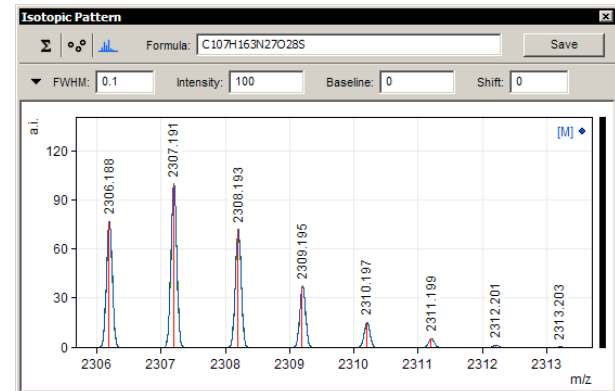 Isotopic Pattern
Σ Formula: C107H163N27O28S Save
FWHM: 0.1 Intensity: 100 Baseline: 0 Shift: 0
a.i.
[M]
120
90
60
30
0
2306.188
2307.191
2308.193
2309.195
2310.197
2311.199
2312.201
2313.203
2306 2307 2308 2309 2310 2311 2312 2313
m/z